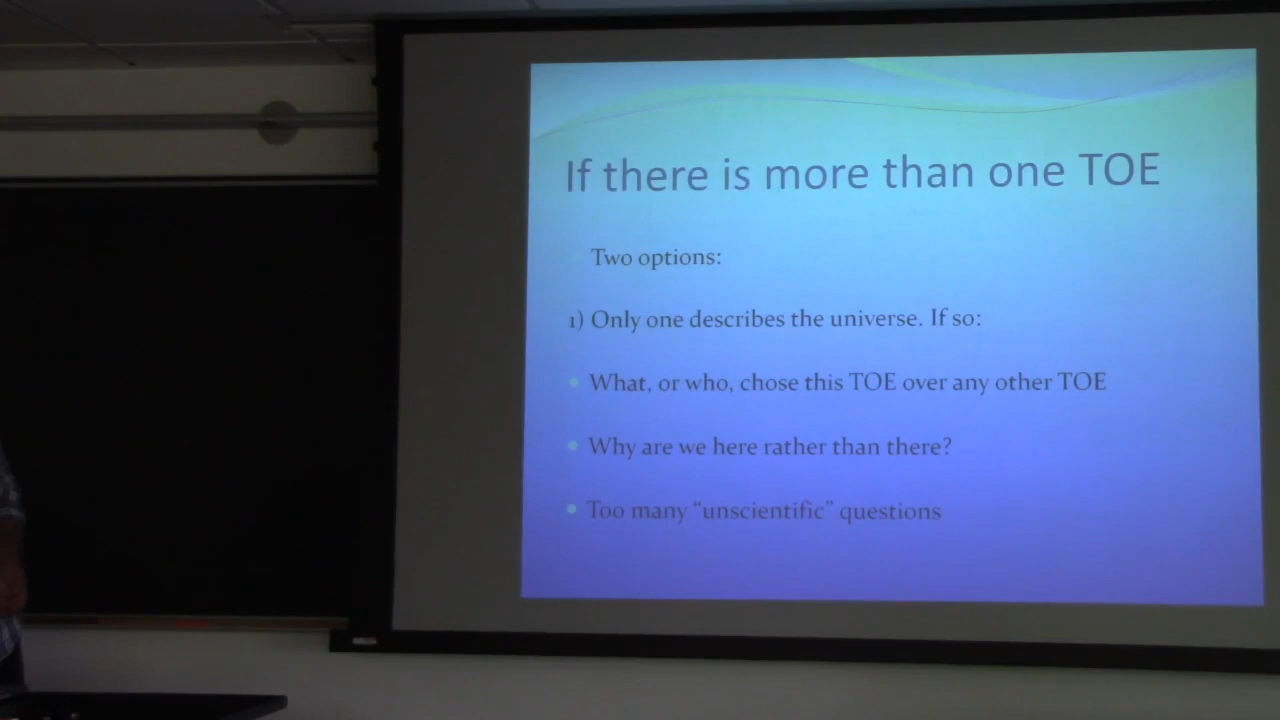 If there is more than one TOE
Two options:
1) Only one describes the universe. If so:
What, or who, chose this TOE over any other TOE
Why are we here rather than there?
Too many “unscientific” questions